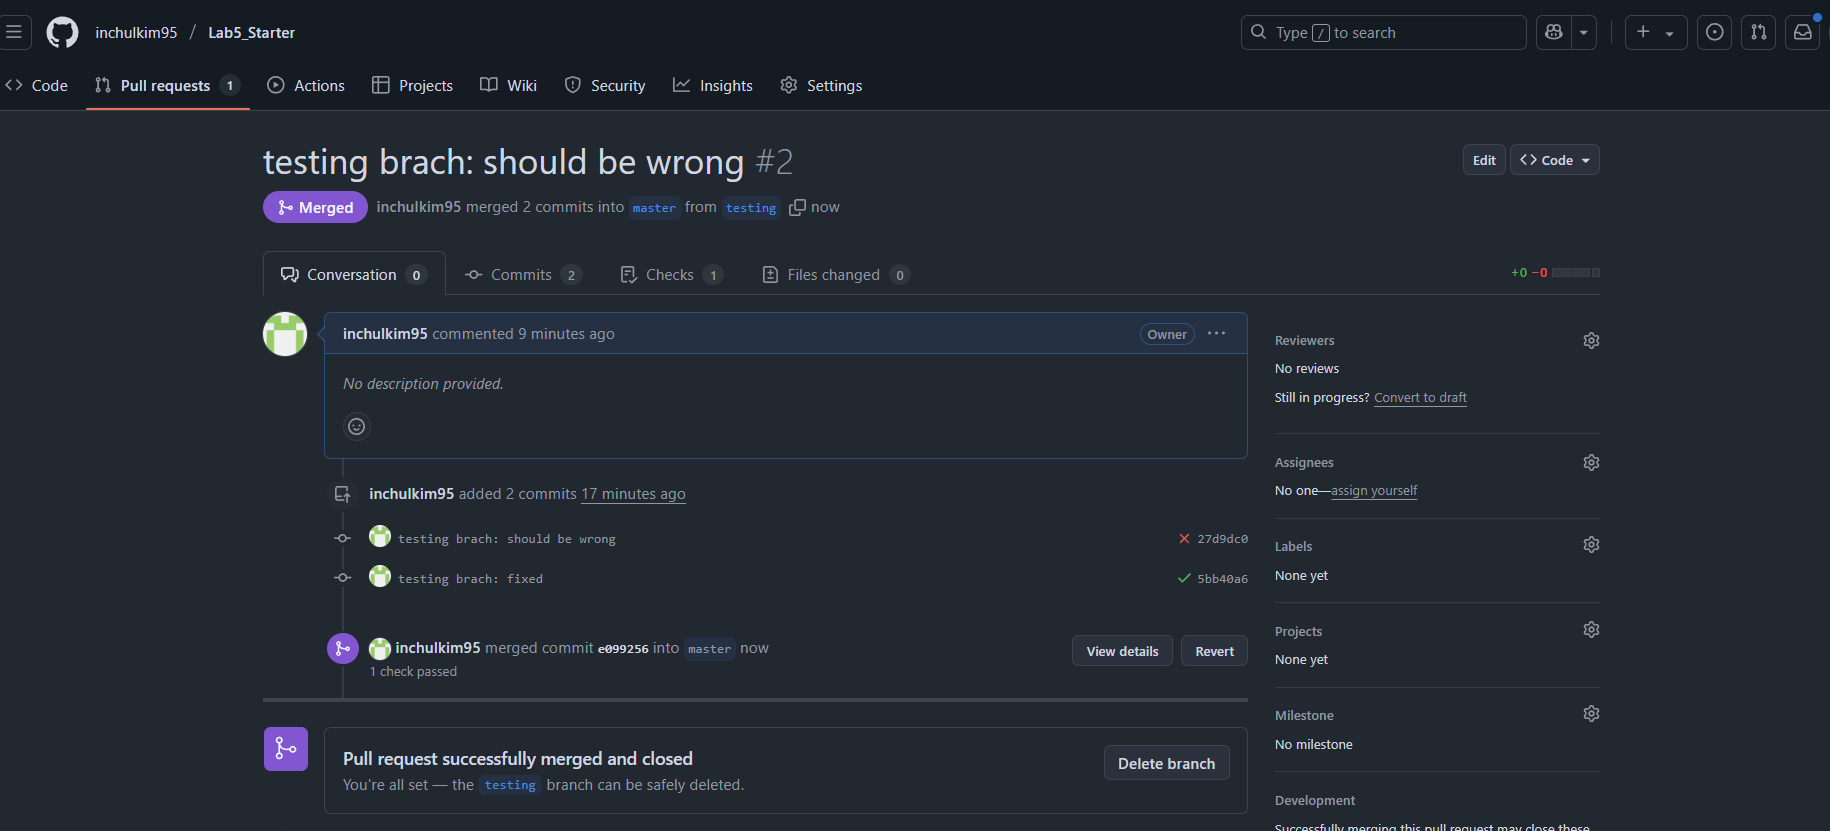 inchulkim95 / Lab5_Starter
Type / to search
Code
Pull requests 1
Actions
Projects
Wiki
Security
Insights
Settings
testing brach: should be wrong #2
Edit
Code
Merged
inchulkim95 merged 2 commits into master from testing now
Conversation 0
Commits 2
Checks 1
Files changed 0
+0 −0
inchulkim95 commented 9 minutes ago
Owner
No description provided.
inchulkim95 added 2 commits 17 minutes ago
testing brach: should be wrong
27d9dc0
testing brach: fixed
5bb40a6
inchulkim95 merged commit e099256 into master now
1 check passed
View details
Revert
Pull request successfully merged and closed
You're all set — the testing branch can be safely deleted.
Delete branch
Reviewers
No reviews
Still in progress? Convert to draft
Assignees
No one—assign yourself
Labels
None yet
Projects
None yet
Milestone
No milestone
Development
Successfully merging this pull request may close these